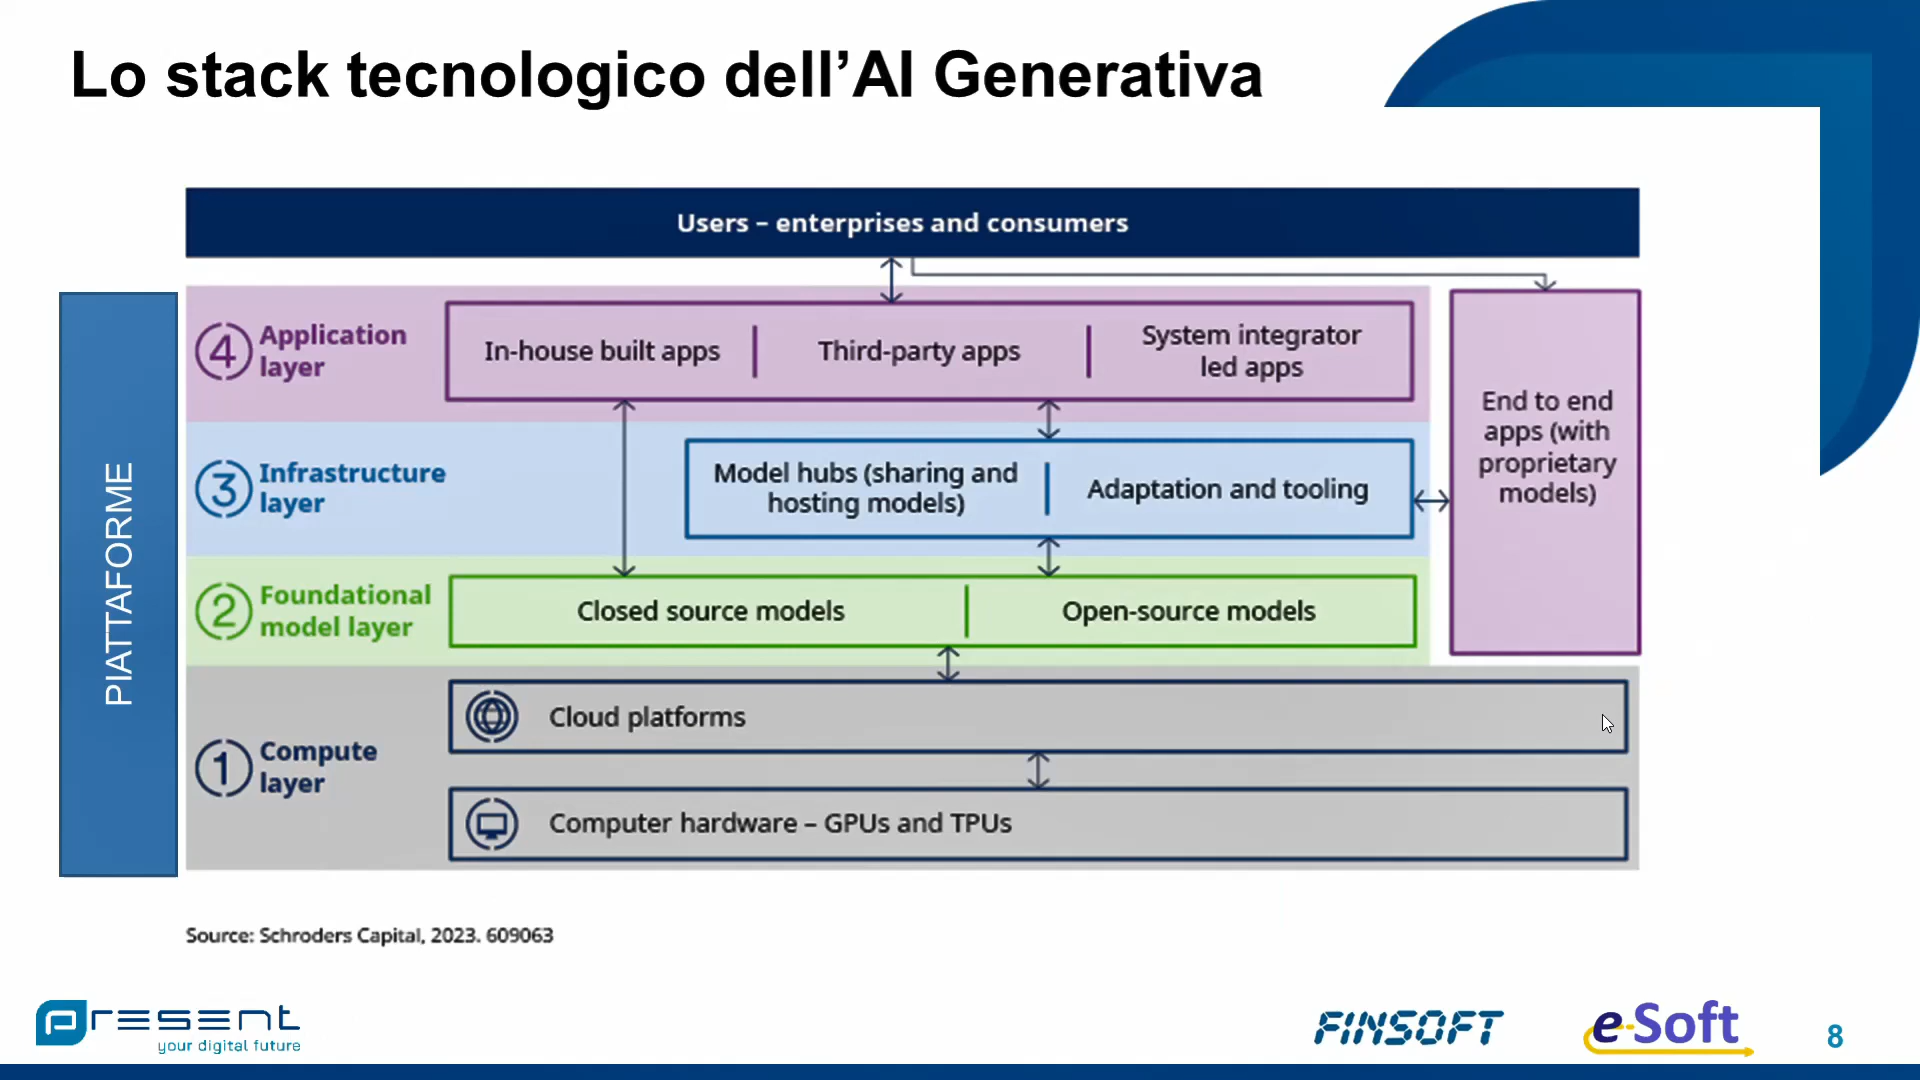 Lo stack tecnologico dell’AI Generativa
Users – enterprises and consumers
PIATTAFORME
4
Application
layer
In-house built apps
Third-party apps
System integrator
led apps
End to end
apps (with
proprietary
models)
3
Infrastructure
layer
Model hubs (sharing and
hosting models)
Adaptation and tooling
2
Foundational
model layer
Closed source models
Open-source models
1
Compute
layer
Cloud platforms
Computer hardware – GPUs and TPUs
Source: Schroders Capital, 2023. 609063
Present
your digital future
FINSOFT
e-Soft
8